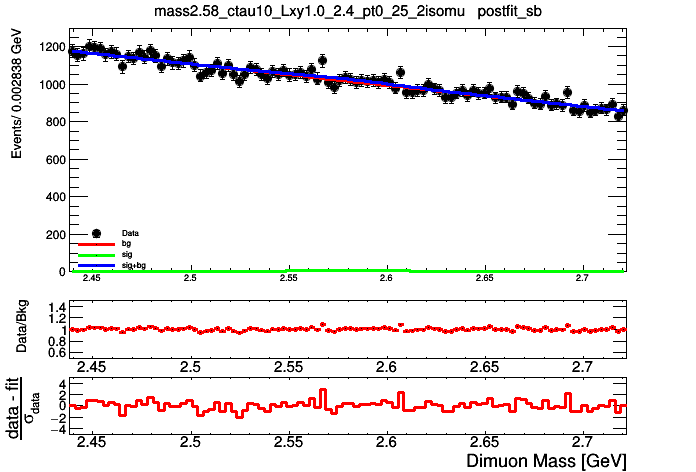 mass2.58_ctau10_Lxy1.0_2.4_pt0_25_2isomu postfit_sb
Events/ 0.002838 GeV
1200
1000
800
600
400
200
0
Data
bg
sig
sig+bg
2.45 2.5 2.55 2.6 2.65 2.7
Data/Bkg
1.4
1.2
1
0.8
0.6
2.45 2.5 2.55 2.6 2.65 2.7
data - fit
σdata
4
2
0
−2
−4
2.45 2.5 2.55 2.6 2.65 2.7
Dimuon Mass [GeV]